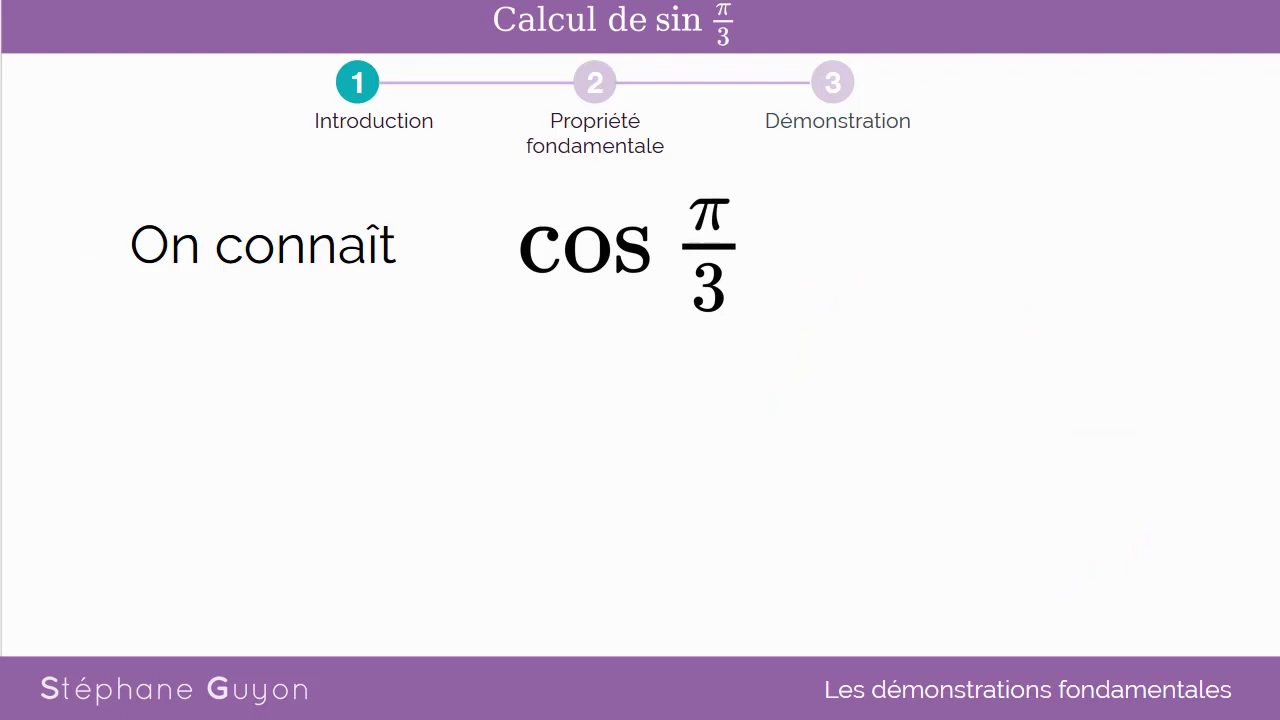 Calcul de sin π/3
1 2 3
Introduction Propriété fondamentale Démonstration
On connaît cos π/3
Stéphane Guyon Les démonstrations fondamentales